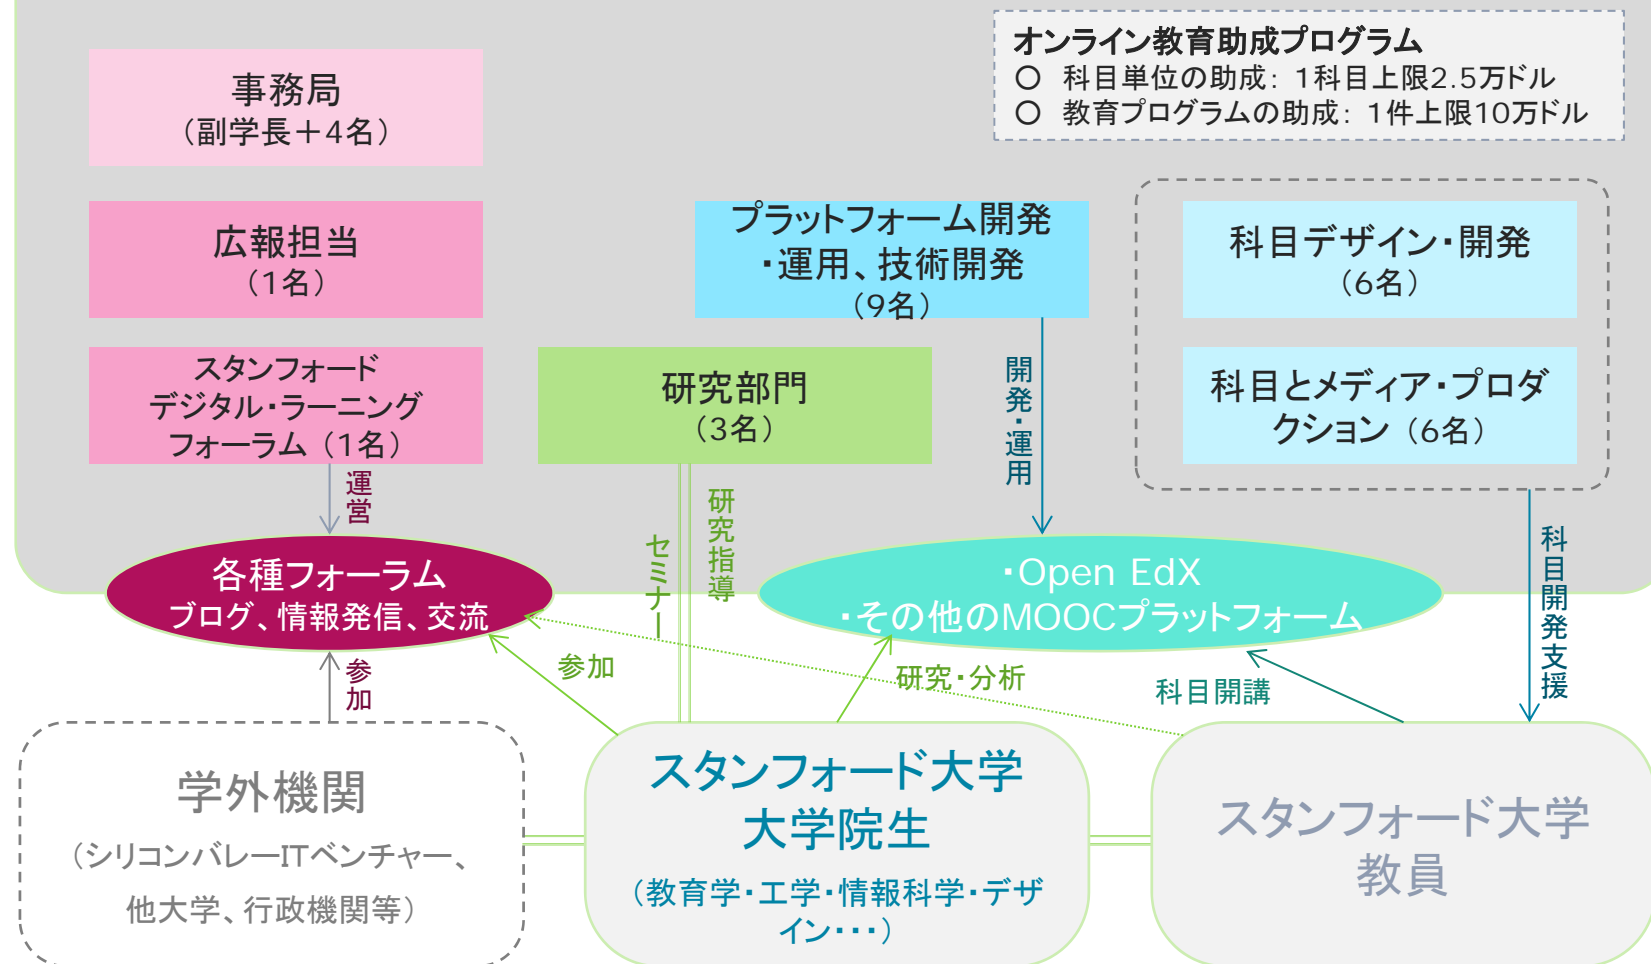 オンライン教育助成プログラム
○ 科目単位の助成: 1科目上限2.5万ドル
○ 教育プログラムの助成: 1件上限10万ドル
事務局
（副学長＋4名）
広報担当
（1名）
プラットフォーム開発
・運用、技術開発
（9名）
科目デザイン・開発
（6名）
スタンフォード
デジタル・ラーニング
フォーラム（1名）
研究部門
（3名）
科目とメディア・プロダ
クション（6名）
開発・運用
運営
研究指導
セミナー
科目開発支援
各種フォーラム
ブログ、情報発信、交流
・Open EdX
・その他のMOOCプラットフォーム
参加
参加
研究・分析
科目開講
学外機関
（シリコンバレーITベンチャー、
他大学、行政機関等）
スタンフォード大学
大学院生
（教育学・工学・情報科学・デザ
イン・・・）
スタンフォード大学
教員